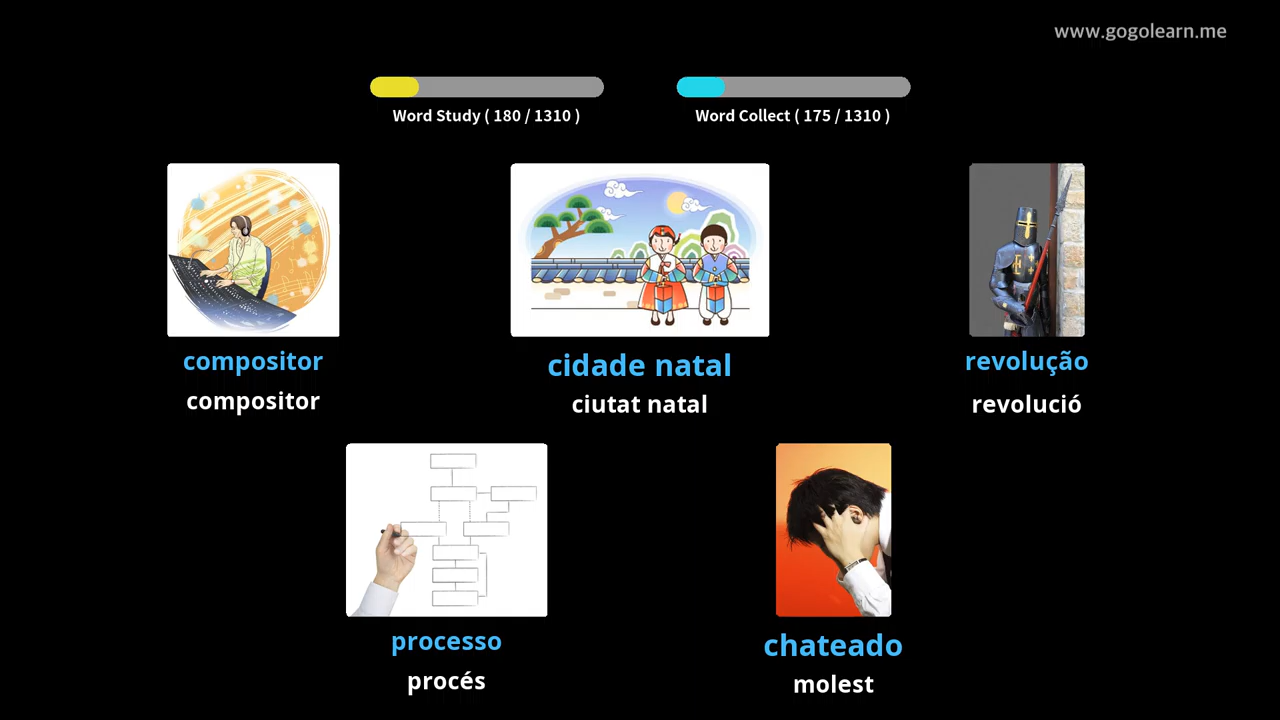 www.gogolearn.me
Word Study ( 180 / 1310 )
Word Collect ( 175 / 1310 )
compositor
compositor
cidade natal
ciutat natal
revolução
revolució
processo
procés
chateado
molest